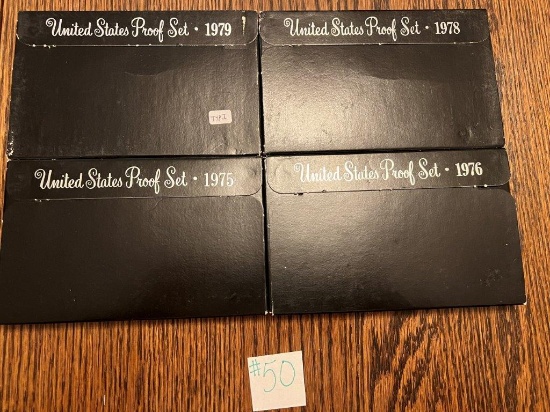 United States Proof Set • 1979
United States Proof Set • 1978
United States Proof Set • 1975
United States Proof Set • 1976
#50